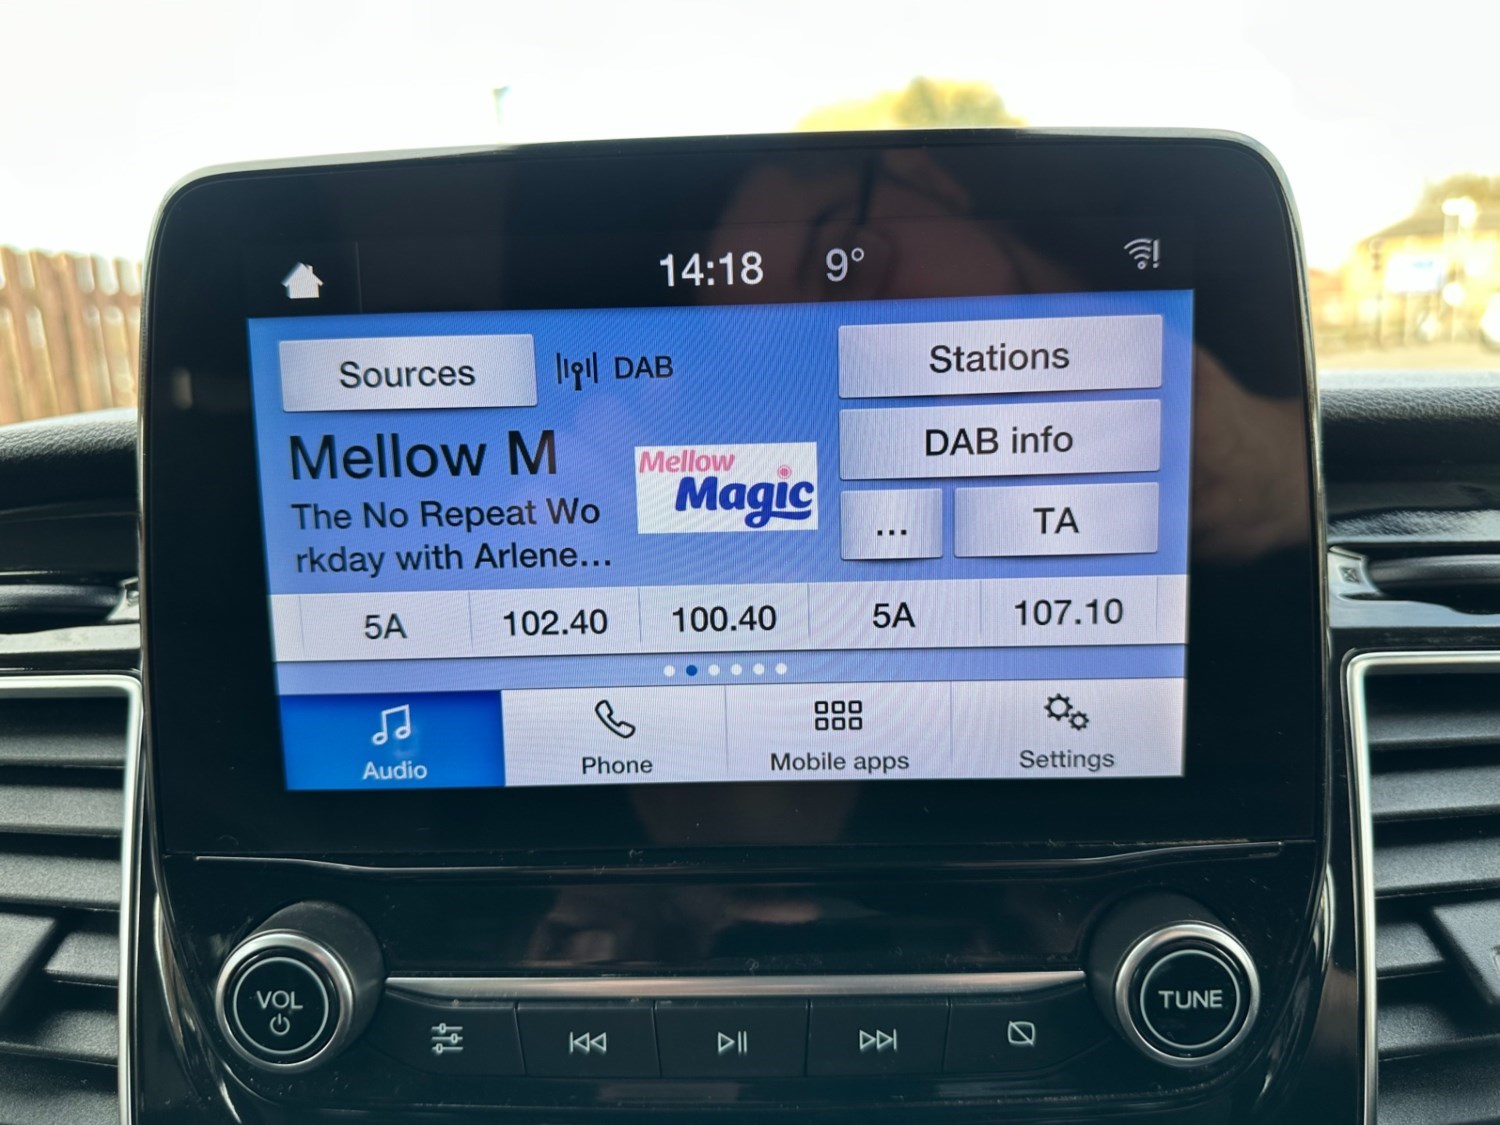 14:18 9°
Sources DAB Stations
Mellow M
Mellow
Magic
DAB info
The No Repeat Wo
rkday with Arlene...
... TA
5A 102.40 100.40 5A 107.10
Audio Phone Mobile apps Settings
VOL
TUNE